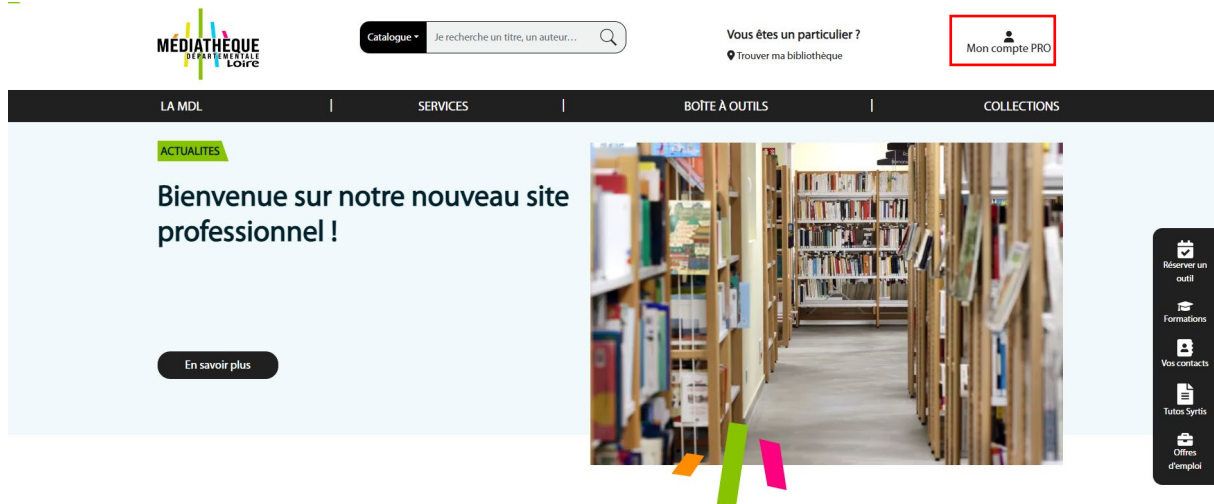 MÉDIATHÈQUE
DÉPARTEMENTALE
LOIRE
Catalogue
Je recherche un titre, un auteur…
Vous êtes un particulier ?
Trouver ma bibliothèque
Mon compte PRO
LA MDL | SERVICES | BOÎTE À OUTILS | COLLECTIONS
ACTUALITES
Bienvenue sur notre nouveau site
professionnel !
En savoir plus
Réserver un
outil
Formations
Vos contacts
Tutos Syrtis
Offres
d'emploi